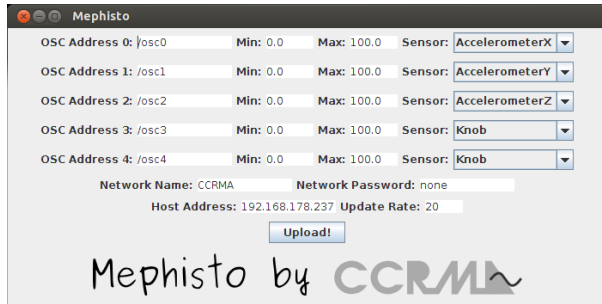 Mephisto
OSC Address 0: /osc0 Min: 0.0 Max: 100.0 Sensor: AccelerometerX
OSC Address 1: /osc1 Min: 0.0 Max: 100.0 Sensor: AccelerometerY
OSC Address 2: /osc2 Min: 0.0 Max: 100.0 Sensor: AccelerometerZ
OSC Address 3: /osc3 Min: 0.0 Max: 100.0 Sensor: Knob
OSC Address 4: /osc4 Min: 0.0 Max: 100.0 Sensor: Knob
Network Name: CCRMA Network Password: none
Host Address: 192.168.178.237 Update Rate: 20
Upload!
Mephisto by CCRMA